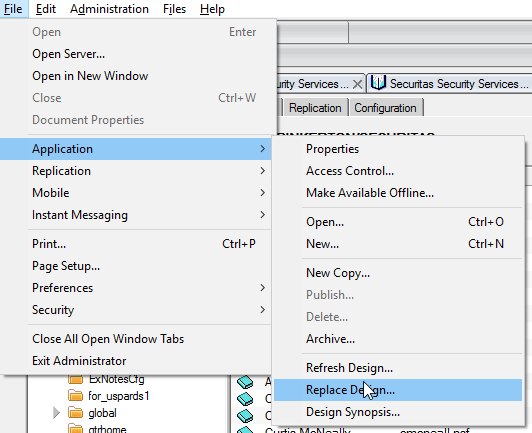 File Edit Administration Files Help
Open Enter
Open Server...
Open in New Window
Close Ctrl+W
Document Properties
Application
Replication
Mobile
Instant Messaging
Print... Ctrl+P
Page Setup...
Preferences
Security
Close All Open Window Tabs
Exit Administrator
urity Services ... Securitas Security Services ...
Replication Configuration
PINKERTON/SECURITAS
Properties
Access Control...
Make Available Offline...
Open... Ctrl+O
New... Ctrl+N
New Copy...
Publish...
Delete...
Archive...
Refresh Design...
Replace Design...
Design Synopsis...
ExNotesCfg
for_uspards1
global
qtrhome
Curtis McNeally